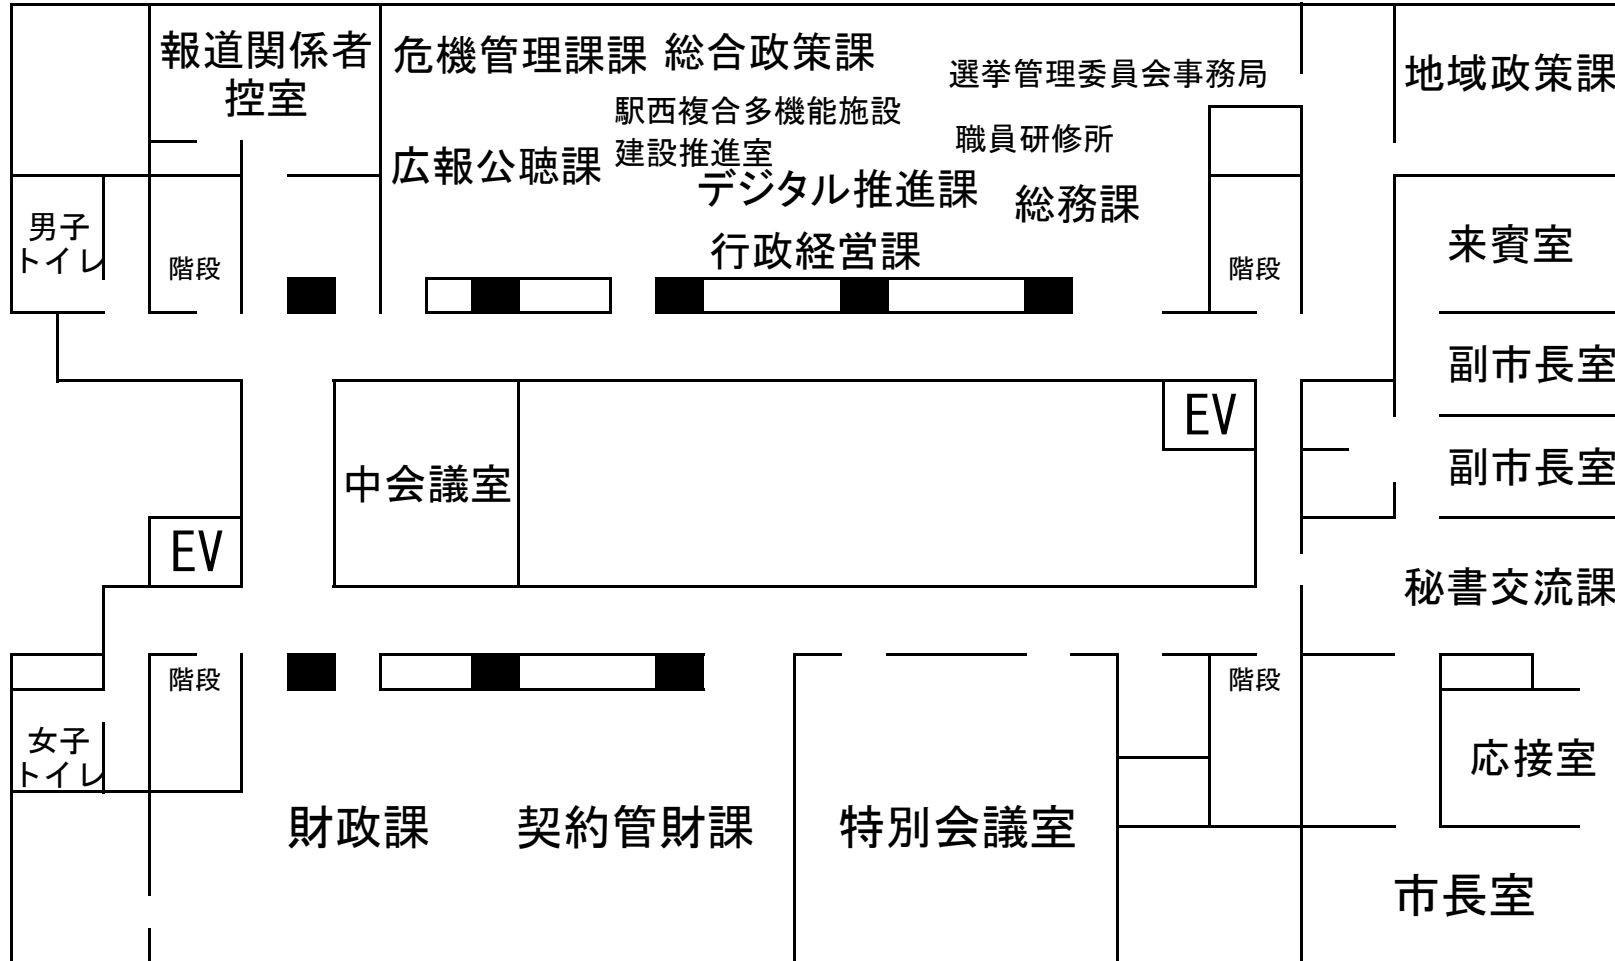 報道関係者
控室
危機管理課課
総合政策課
選挙管理委員会事務局
地域政策課
駅西複合多機能施設
建設推進室
職員研修所
広報公聴課
デジタル推進課
総務課
行政経営課
男子
トイレ
階段
階段
来賓室
副市長室
EV
中会議室
副市長室
EV
秘書交流課
階段
階段
女子
トイレ
応接室
財政課
契約管財課
特別会議室
市長室